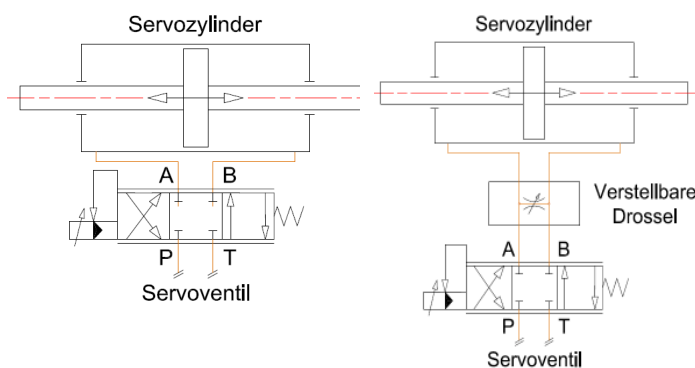 Servozylinder
A B
P T
Servoventil
Servozylinder
Verstellbare
Drossel
A B
P T
Servoventil